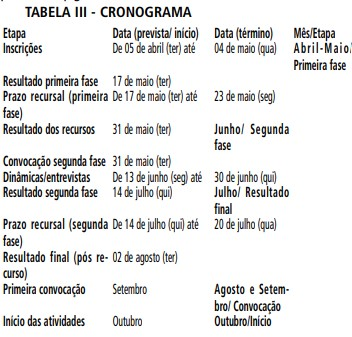 TABELA III - CRONOGRAMA
Etapa Data (prevista/ início) Data (término) Mês/Etapa
Inscrições De 05 de abril (ter) até 04 de maio (qua) Abril-Maio/
Primeira fase
Resultado primeira fase 17 de maio (ter)
Prazo recursal (primeira De 17 de maio (ter) até 23 de maio (seg)
fase)
Resultado dos recursos 31 de maio (ter) Junho/ Segunda
fase
Convocação segunda fase 31 de maio (ter)
Dinâmicas/entrevistas De 13 de junho (seg) até 30 de junho (qui)
Resultado segunda fase 14 de julho (qui) Julho/ Resultado
final
Prazo recursal (segunda De 14 de julho (qui) até 20 de julho (qua)
fase)
Resultado final (pós re- 02 de agosto (ter)
curso)
Primeira convocação Setembro Agosto e Setem-
bro/ Convocação
Início das atividades Outubro Outubro/Início